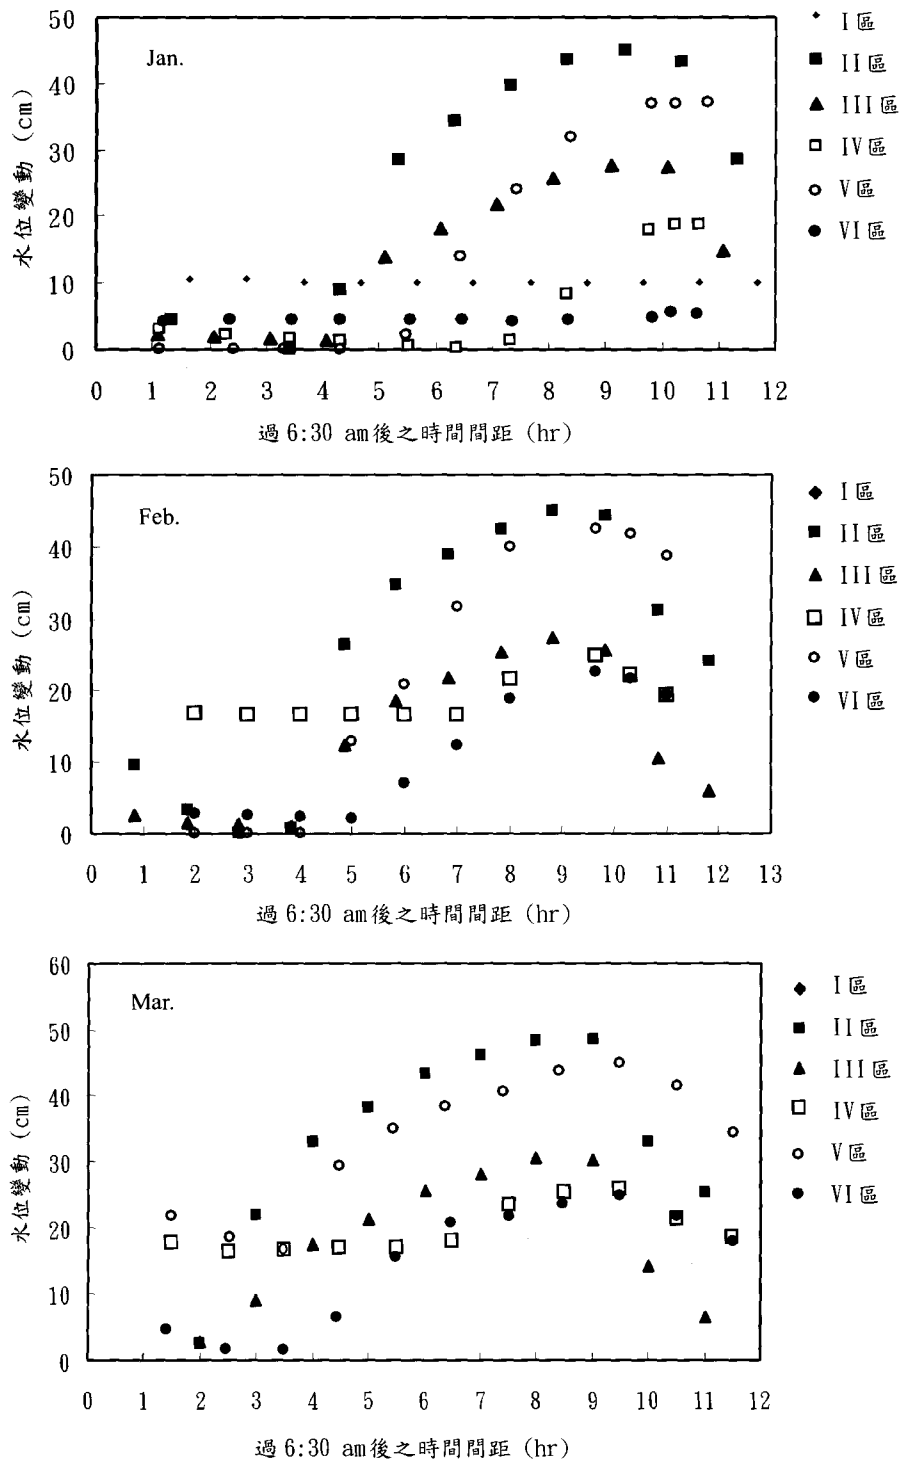 Jan.
水位變動 (cm)
50
40
30
20
10
0
0 1 2 3 4 5 6 7 8 9 10 11 12
過 6:30 am後之時間間距 (hr)
I區
II區
III區
IV區
V區
VI區
Feb.
水位變動 (cm)
50
40
30
20
10
0
0 1 2 3 4 5 6 7 8 9 10 11 12 13
過 6:30 am後之時間間距 (hr)
I區
II區
III區
IV區
V區
VI區
Mar.
水位變動 (cm)
60
50
40
30
20
10
0
0 1 2 3 4 5 6 7 8 9 10 11 12
過 6:30 am後之時間間距 (hr)
I區
II區
III區
IV區
V區
VI區